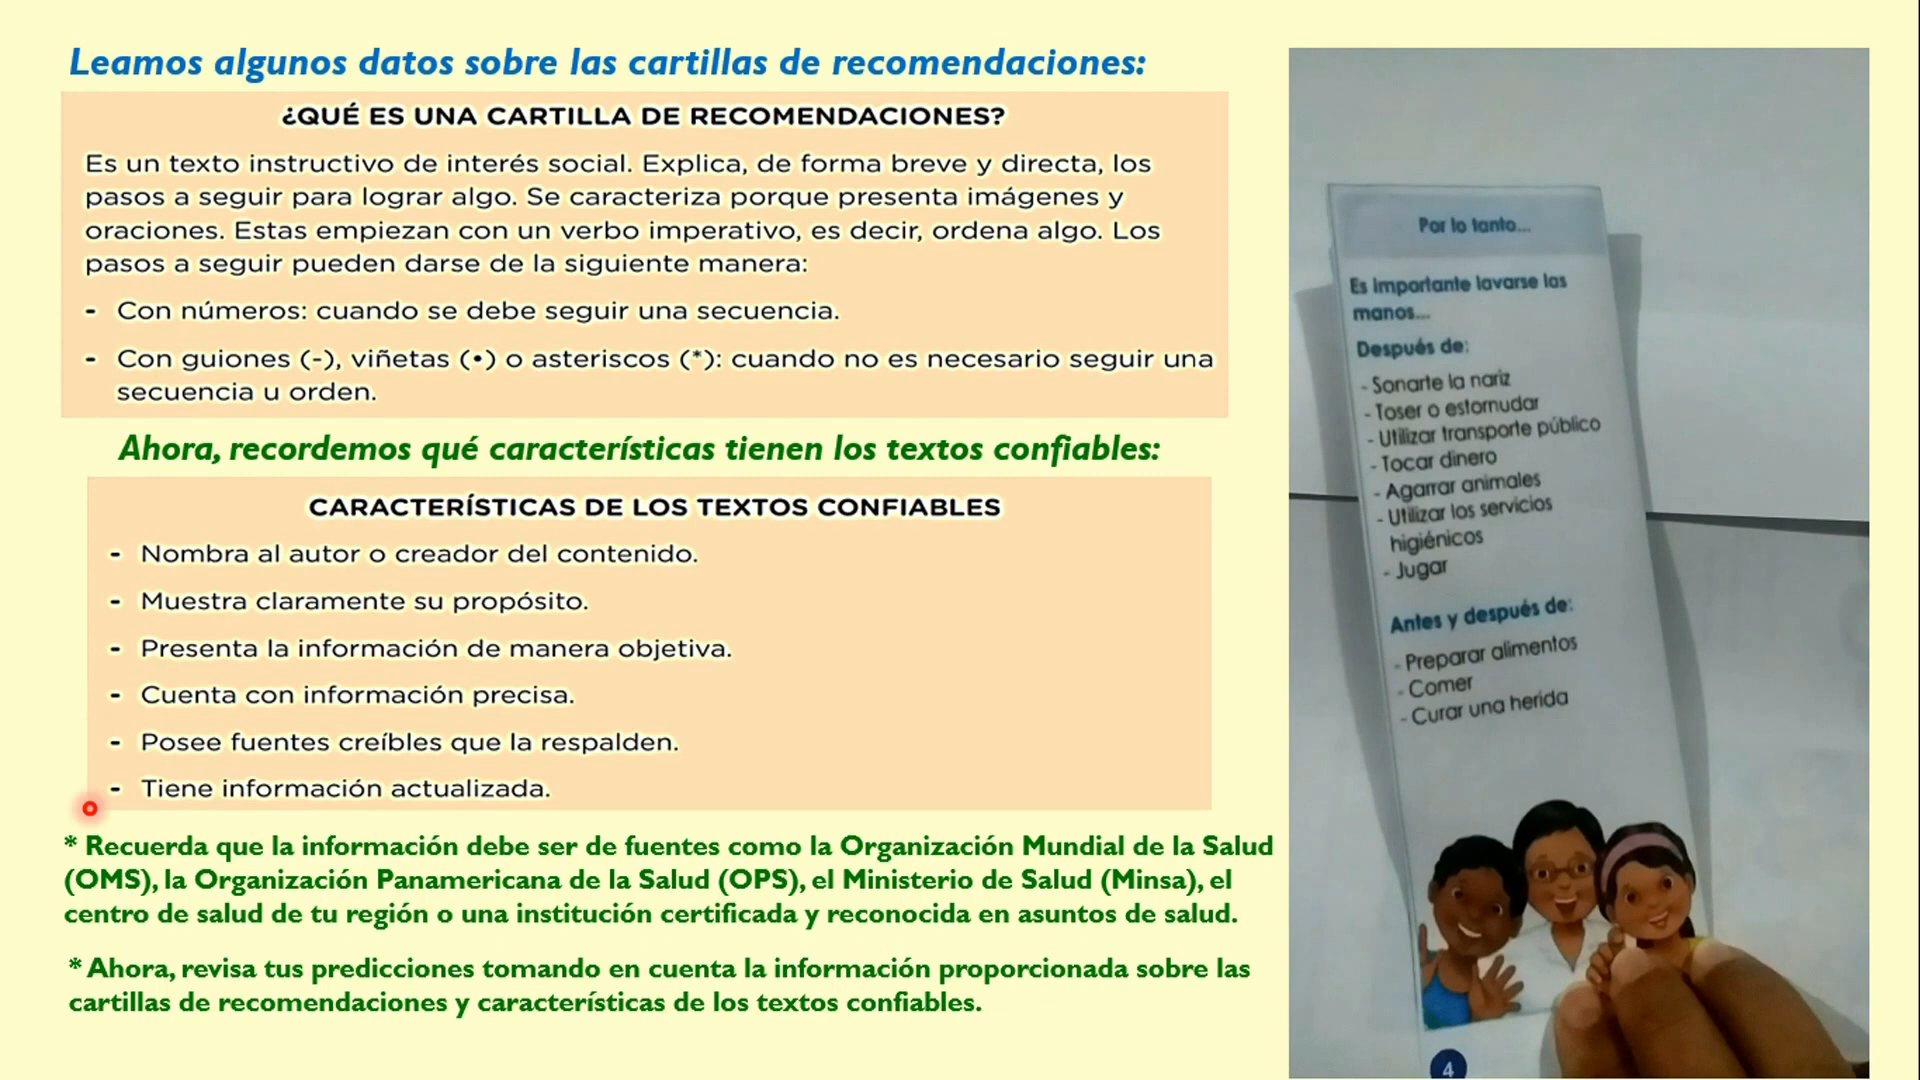 Leamos algunos datos sobre las cartillas de recomendaciones:
¿QUÉ ES UNA CARTILLA DE RECOMENDACIONES?
Es un texto instructivo de interés social. Explica, de forma breve y directa, los
pasos a seguir para lograr algo. Se caracteriza porque presenta imágenes y
oraciones. Estas empiezan con un verbo imperativo, es decir, ordena algo. Los
pasos a seguir pueden darse de la siguiente manera:
- Con números: cuando se debe seguir una secuencia.
- Con guiones (-), viñetas (•) o asteriscos (*): cuando no es necesario seguir una
secuencia u orden.
Ahora, recordemos qué características tienen los textos confiables:
CARACTERÍSTICAS DE LOS TEXTOS CONFIABLES
- Nombra al autor o creador del contenido.
- Muestra claramente su propósito.
- Presenta la información de manera objetiva.
- Cuenta con información precisa.
- Posee fuentes creíbles que la respalden.
- Tiene información actualizada.
* Recuerda que la información debe ser de fuentes como la Organización Mundial de la Salud
(OMS), la Organización Panamericana de la Salud (OPS), el Ministerio de Salud (Minsa), el
centro de salud de tu región o una institución certificada y reconocida en asuntos de salud.
* Ahora, revisa tus predicciones tomando en cuenta la información proporcionada sobre las
cartillas de recomendaciones y características de los textos confiables.
Por lo tanto...
Es importante lavarse las
manos...
Después de:
- Sonarte la nariz
- Toser o estornudar
- Utilizar transporte público
- Tocar dinero
- Agarrar animales
- Utilizar los servicios
higiénicos
- Jugar
Antes y después de:
- Preparar alimentos
- Comer
- Curar una herida
4